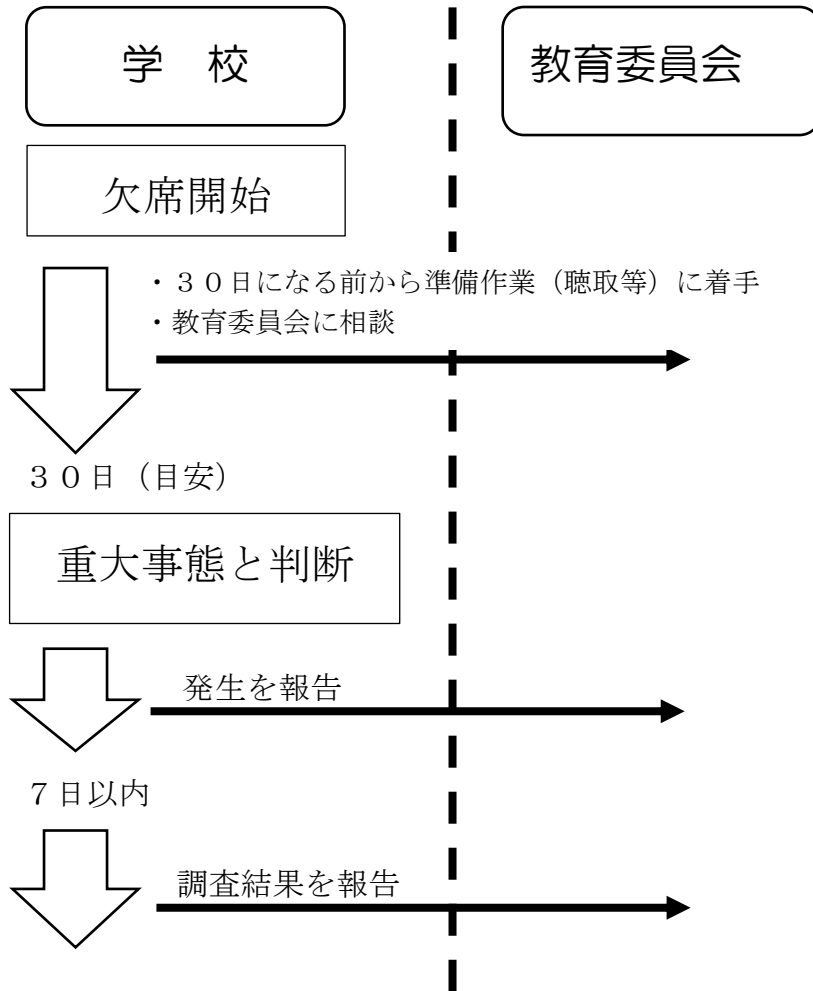 学　校
教育委員会
欠席開始
・３０日になる前から準備作業（聴取等）に着手
・教育委員会に相談
３０日（目安）
重大事態と判断
発生を報告
７日以内
調査結果を報告